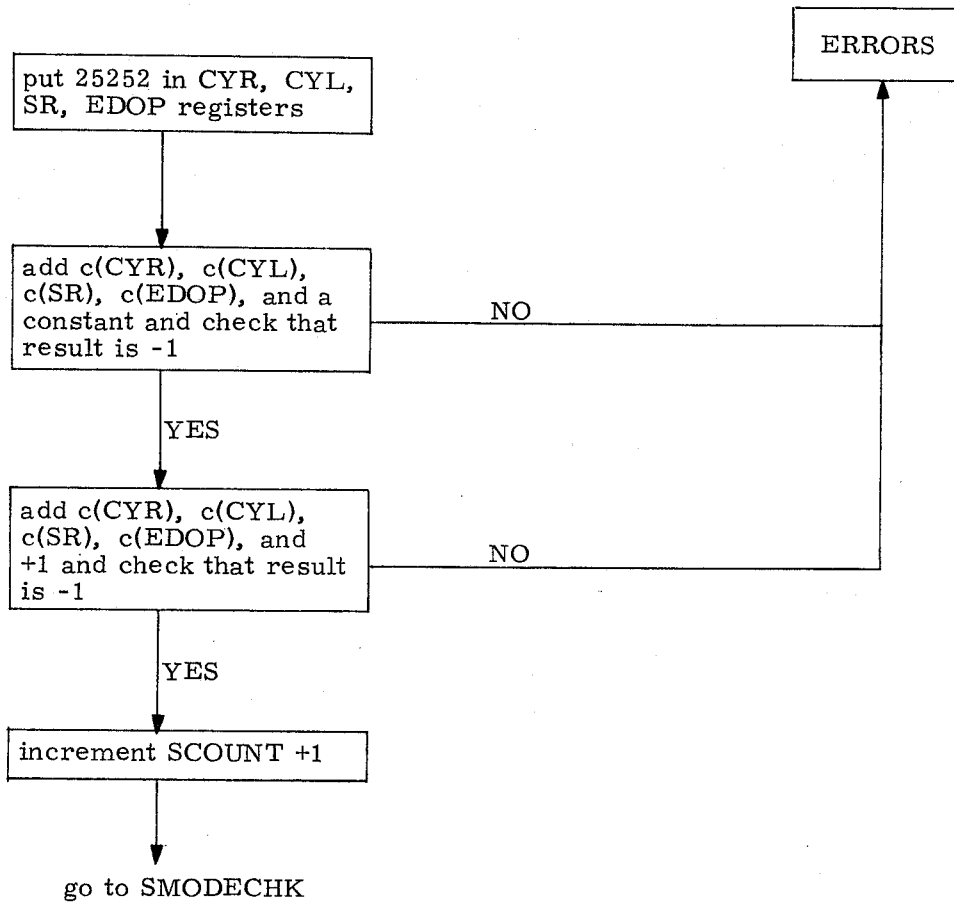 ERRORS
put 25252 in CYR, CYL,
SR, EDOP registers
add c(CYR), c(CYL),
c(SR), c(EDOP), and a
constant and check that
result is -1
NO
YES
add c(CYR), c(CYL),
c(SR), c(EDOP), and
+1 and check that result
is -1
NO
YES
increment SCOUNT +1
go to SMODECHK